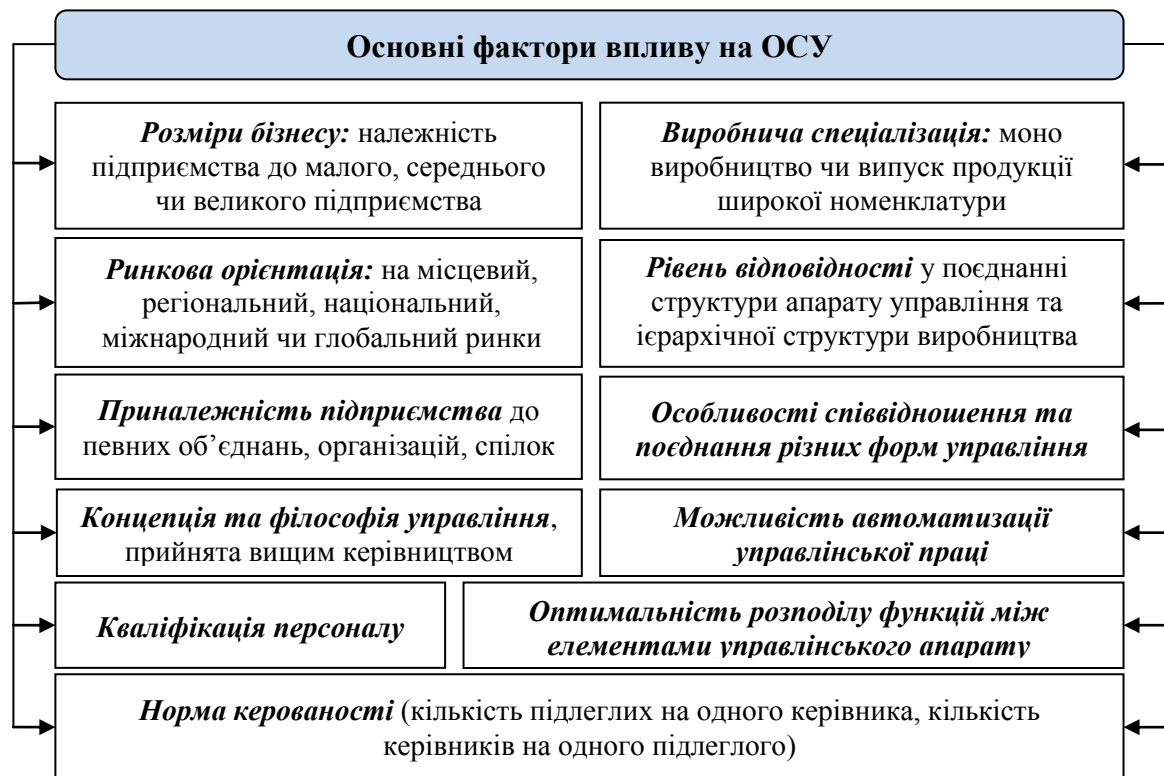 Основні фактори впливу на ОСУ
Розміри бізнесу: належність
підприємства до малого, середнього
чи великого підприємства
Виробнича спеціалізація: моно
виробництво чи випуск продукції
широкої номенклатури
Ринкова орієнтація: на місцевий,
регіональний, національний,
міжнародний чи глобальний ринки
Рівень відповідності у поєднанні
структури апарату управління та
ієрархічної структури виробництва
Приналежність підприємства до
певних об’єднань, організацій, спілок
Особливості співвідношення та
поєднання різних форм управління
Концепція та філософія управління,
прийнята вищим керівництвом
Можливість автоматизації
управлінської праці
Кваліфікація персоналу
Оптимальність розподілу функцій між
елементами управлінського апарату
Норма керованості (кількість підлеглих на одного керівника, кількість
керівників на одного підлеглого)